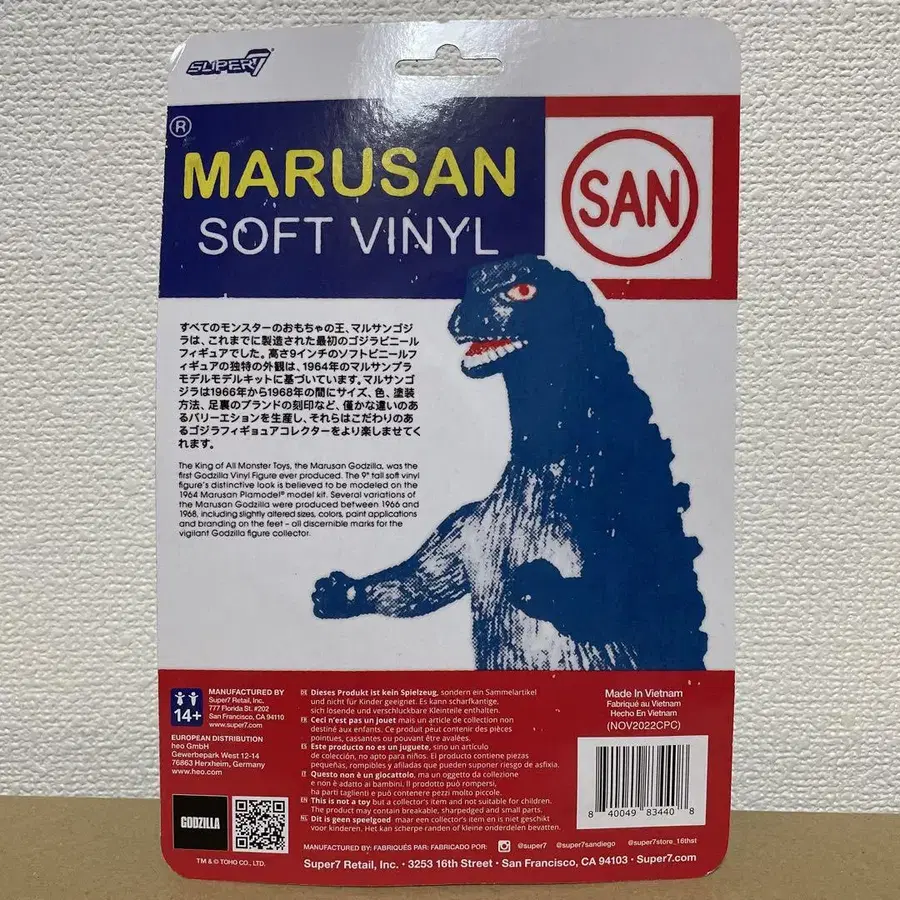 SUPER7
®
MARUSAN
SOFT VINYL
SAN
すべてのモンスターのおもちゃの王、マルサンゴジ
ラは、これまでに製造された最初のゴジラビニール
フィギュアでした。高さ9インチのソフトビニールフ
ィギュアの独特の外観は、1964年のマルサンプラ
モデルモデルキットに基づいています。マルサンゴ
ジラは1966年から1968年の間にサイズ、色、塗装
方法、足裏のブランドの刻印など、僅かな違いのあ
るバリーエションを生産し、それらはこだわりのあ
るゴジラフィギュアコレクターをより楽しませてく
れます。
The King of All Monster Toys, the Marusan Godzilla, was the
first Godzilla Vinyl Figure ever produced. The 9" tall soft vinyl
figure's distinctive look is believed to be modeled on the
1964 Marusan Plamodel® model kit. Several variations of
the Marusan Godzilla were produced between 1966 and
1968, including slightly altered sizes, colors, paint applications
and branding on the feet – all discernible marks for the
vigilant Godzilla figure collector.
14+
MANUFACTURED BY
Super7 Retail, Inc.
777 Florida St. #202
San Francisco, CA 94110
www.super7.com
EUROPEAN DISTRIBUTION
heo GmbH
Gewerbepark West 12-14
76863 Herxheim, Germany
www.heo.com
GODZILLA
TM & © TOHO CO., LTD.
DE Dieses Produkt ist kein Spielzeug, sondern ein Sammelartikel
und nicht für Kinder geeignet. Es kann scharfkantige,
sich lösende und verschluckbare Kleinteile enthalten.
FR Ceci n'est pas un jouet mais un article de collection non
destiné aux enfants. Ce produit peut contenir des pièces
pointues, cassantes ou pouvant être avalées.
ES Este producto no es un juguete, sino un artículo
de colección, no apto para niños. El producto contiene piezas
pequeñas, rompibles y afiladas que pueden suponer riesgo de asfixia.
IT Questo non è un giocattolo, ma un oggetto da collezione
e non è adatto ai bambini. Il prodotto può rompersi,
ha parti taglienti e può contenere pezzi molto piccole.
EN This is not a toy but a collector's item and not suitable for children.
The product may contain breakable, sharpedged and small parts.
NL Dit is geen speelgoed maar een collector's item en is niet geschikt
voor kinderen. Het kan scherpe randen of kleine onderdelen bevatten.
MANUFACTURED BY: FABRIQUÉS PAR: FABRICADO POR:
@super7 @super7sandiego @super7store_16thst
Super7 Retail, Inc. · 3253 16th Street · San Francisco, CA 94103 · Super7.com
Made In Vietnam
Fabriqué au Vietnam
Hecho En Vietnam
(NOV2022CPC)
8 40049 83440 8